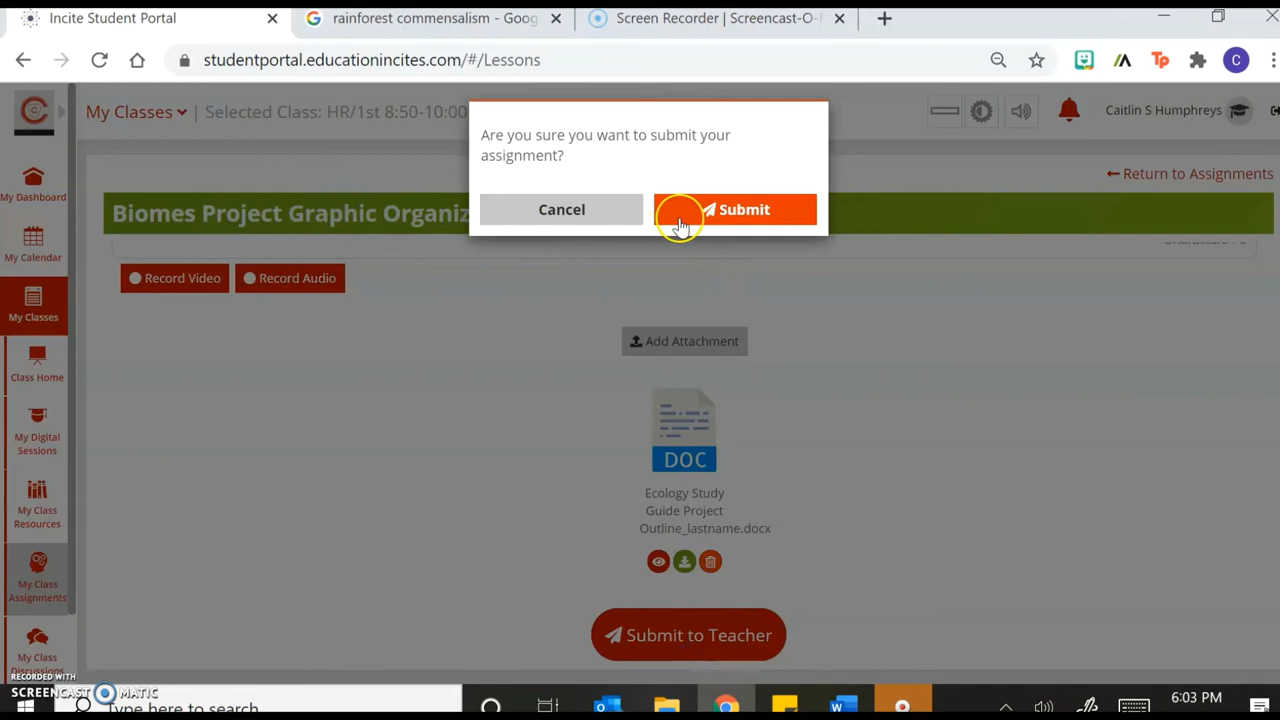 Incite Student Portal
rainforest commensalism - Goog
Screen Recorder | Screencast-O-
studentportal.educationincites.com/#/Lessons
Tp
C
My Classes
Selected Class: HR/1st 8:50-10:00
Caitlin S Humphreys
Are you sure you want to submit your
assignment?
Cancel
Submit
Return to Assignments
Biomes Project Graphic Organiz
My Dashboard
My Calendar
My Classes
Class Home
My Digital
Sessions
My Class
Resources
My Class
Assignments
My Class
Discussions
Record Video
Record Audio
Add Attachment
DOC
Ecology Study
Guide Project
Outline_lastname.docx
Submit to Teacher
RECORDED WITH
SCREENCAST MATIC
Type here to search
6:03 PM